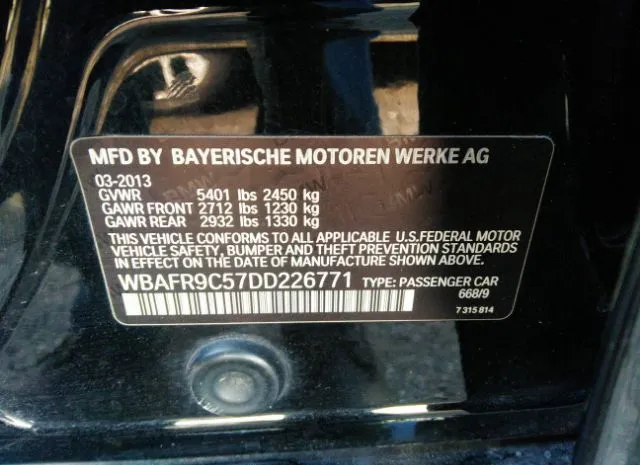 MFD BY BAYERISCHE MOTOREN WERKE AG
03-2013
GVWR 5401 lbs 2450 kg
GAWR FRONT 2712 lbs 1230 kg
GAWR REAR 2932 lbs 1330 kg
THIS VEHICLE CONFORMS TO ALL APPLICABLE U.S.FEDERAL MOTOR
VEHICLE SAFETY, BUMPER AND THEFT PREVENTION STANDARDS
IN EFFECT ON THE DATE OF MANUFACTURE SHOWN ABOVE.
WBAFR9C57DD226771 TYPE: PASSENGER CAR
668/9
7 315 814